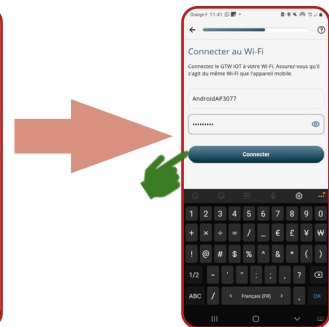 Orange F 11:41
Connecter au Wi-Fi
Connectez le GTW IOT à votre Wi-Fi. Assurez-vous qu'il
s'agit du même Wi-Fi que l'appareil mobile.
AndroidAP3077
•••••••••
Connecter
1 2 3 4 5 6 7 8 9 0
+ × ÷ = / _ € £ ¥ ₩
! @ # $ % ^ & * ( )
1/2 - ' " : ; , ?
ABC / < Français (FR) > . OK